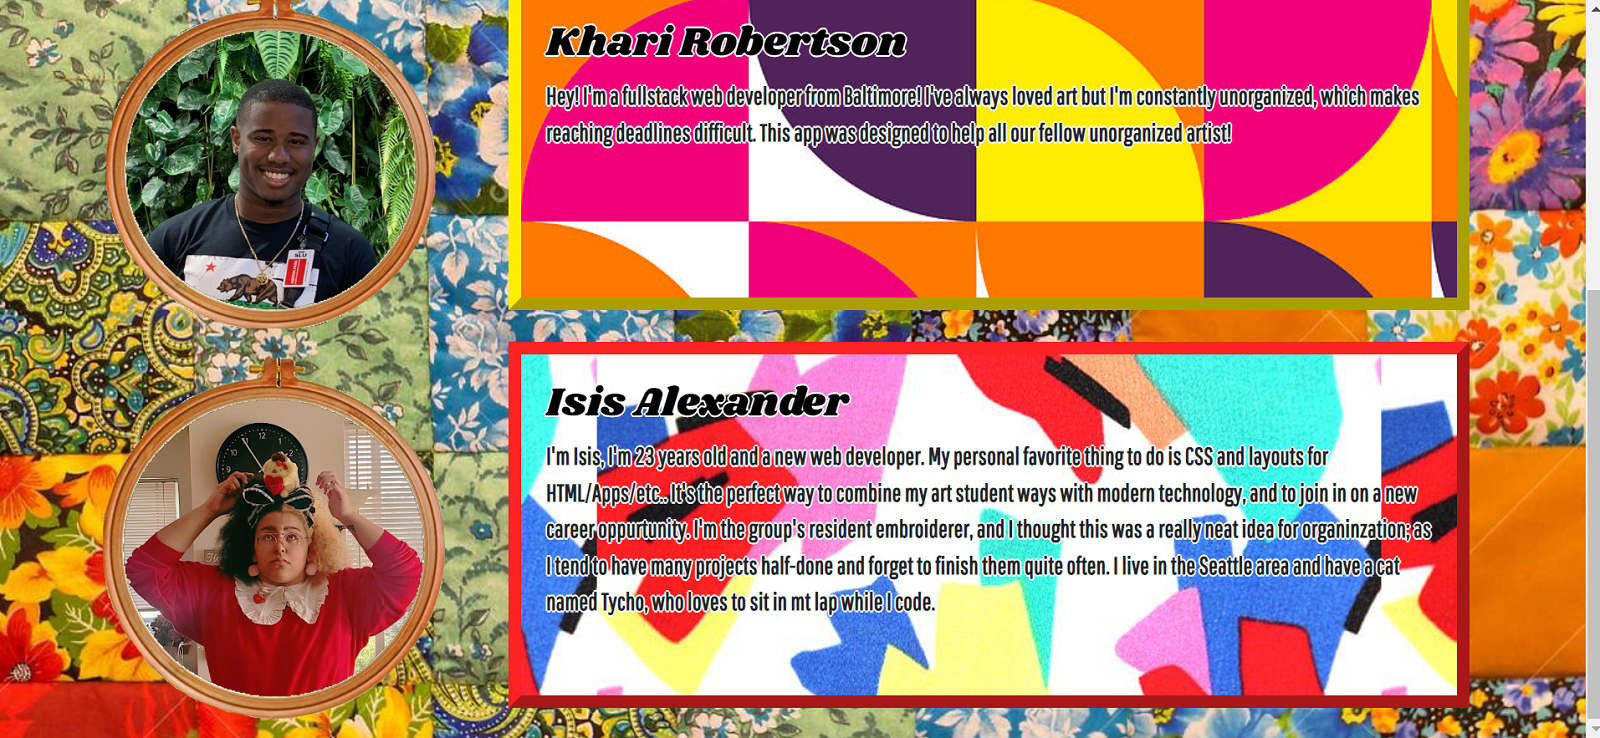 Khari Robertson
Hey! I'm a fullstack web developer from Baltimore! I've always loved art but I'm constantly unorganized, which makes
reaching deadlines difficult. This app was designed to help all our fellow unorganized artist!
SLU
12
Isis Alexander
I'm Isis, I'm 23 years old and a new web developer. My personal favorite thing to do is CSS and layouts for
HTML/Apps/etc.. It's the perfect way to combine my art student ways with modern technology, and to join in on a new
career oppurtunity. I'm the group's resident embroiderer, and I thought this was a really neat idea for organinzation; as
I tend to have many projects half-done and forget to finish them quite often. I live in the Seattle area and have a cat
named Tycho, who loves to sit in mt lap while I code.